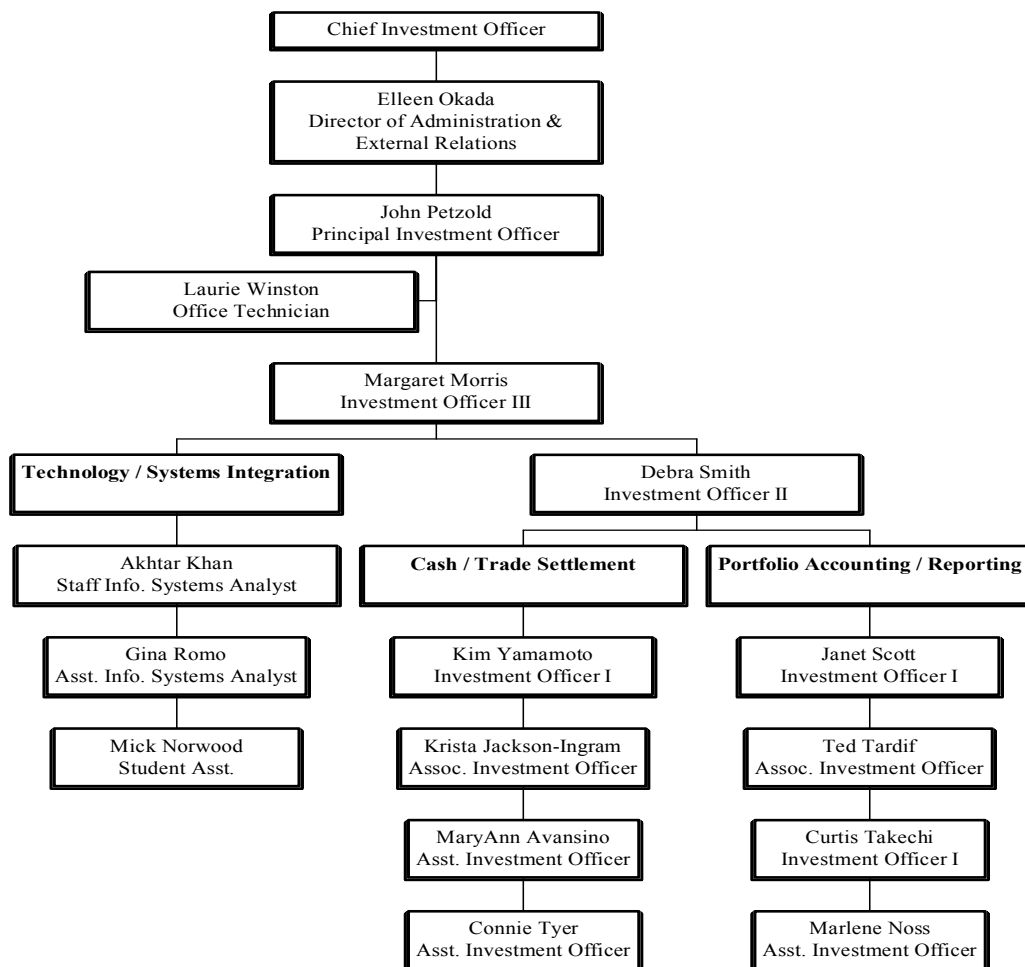 Chief Investment Officer
Elleen Okada
Director of Administration &
External Relations
John Petzold
Principal Investment Officer
Laurie Winston
Office Technician
Margaret Morris
Investment Officer III
Technology / Systems Integration
Debra Smith
Investment Officer II
Akhtar Khan
Staff Info. Systems Analyst
Gina Romo
Asst. Info. Systems Analyst
Mick Norwood
Student Asst.
Cash / Trade Settlement
Kim Yamamoto
Investment Officer I
Krista Jackson-Ingram
Assoc. Investment Officer
MaryAnn Avansino
Asst. Investment Officer
Connie Tyer
Asst. Investment Officer
Portfolio Accounting / Reporting
Janet Scott
Investment Officer I
Ted Tardif
Assoc. Investment Officer
Curtis Takechi
Investment Officer I
Marlene Noss
Asst. Investment Officer